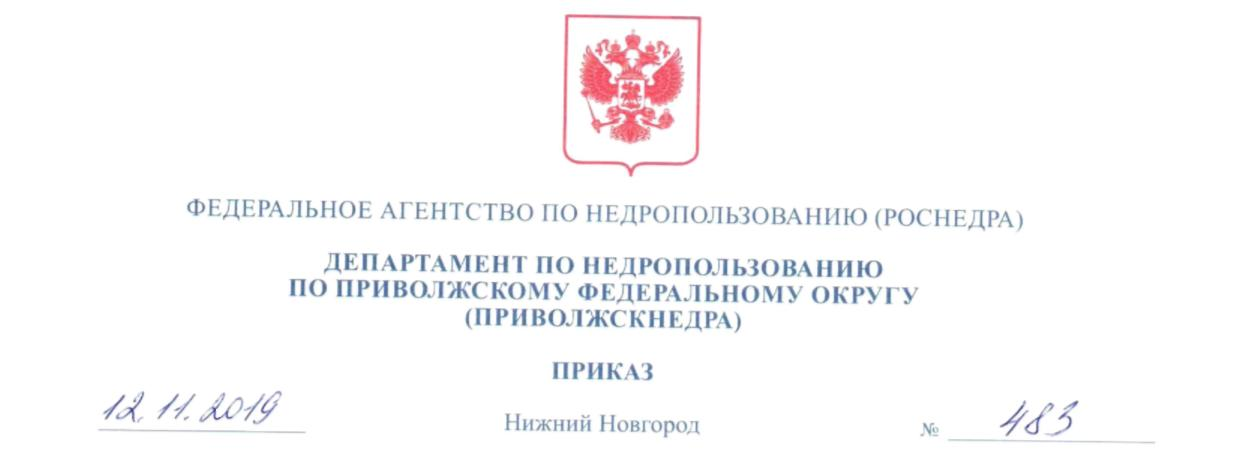 ФЕДЕРАЛЬНОЕ АГЕНТСТВО ПО НЕДРОПОЛЬЗОВАНИЮ (РОСНЕДРА)
ДЕПАРТАМЕНТ ПО НЕДРОПОЛЬЗОВАНИЮ
ПО ПРИВОЛЖСКОМУ ФЕДЕРАЛЬНОМУ ОКРУГУ
(ПРИВОЛЖСКНЕДРА)
ПРИКАЗ
12.11.2019 Нижний Новгород № 483